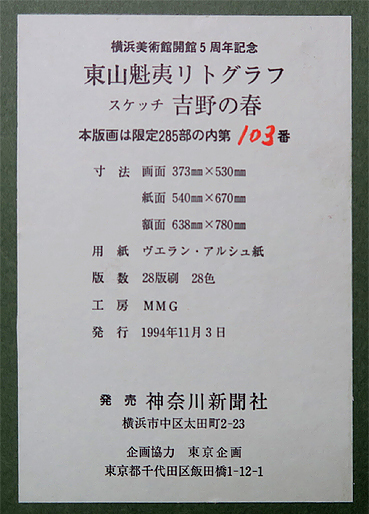 横浜美術館開館5周年記念
東山魁夷リトグラフ
スケッチ 吉野の春
本版画は限定285部の内第103番
寸法 画面 373㎜×530㎜
紙面 540㎜×670㎜
額面 638㎜×780㎜
用紙 ヴエラン・アルシュ紙
版数 28版刷 28色
工房 MMG
発行 1994年11月3日
発売 神奈川新聞社
横浜市中区太田町2-23
企画協力 東京企画
東京都千代田区飯田橋1-12-1